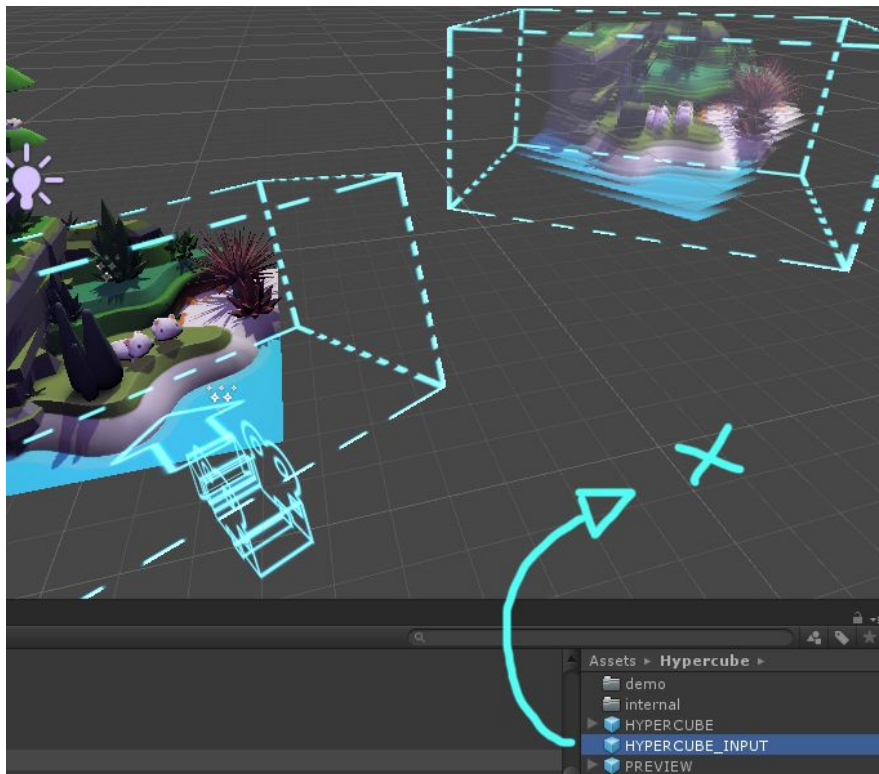 Assets ▸ Hypercube ▸
demo
internal
HYPERCUBE
HYPERCUBE_INPUT
PREVIEW